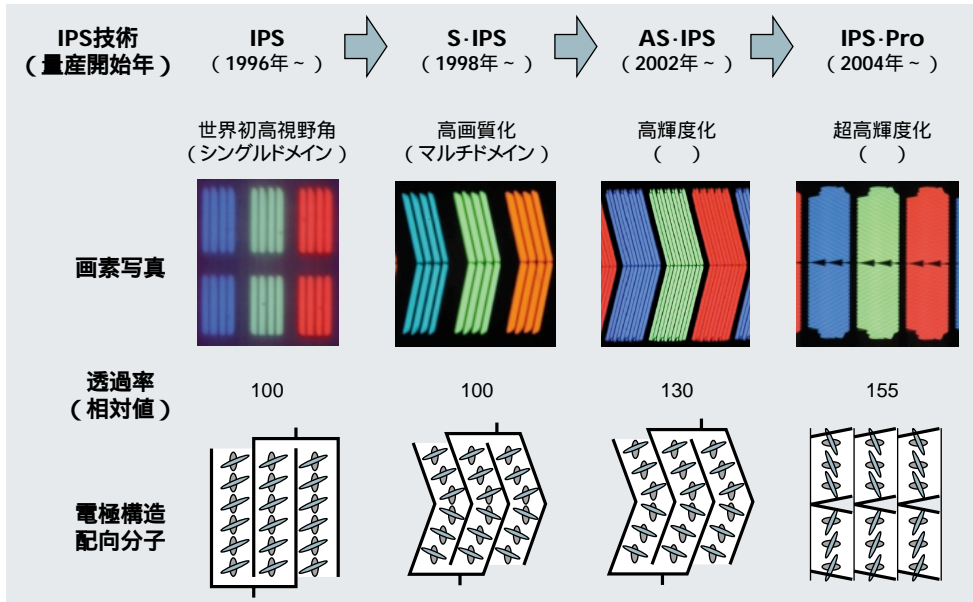 IPS技術
(量産開始年)
IPS
(1996年~)
S·IPS
(1998年~)
AS·IPS
(2002年~)
IPS·Pro
(2004年~)
世界初高視野角
(シングルドメイン)
高画質化
(マルチドメイン)
高輝度化
( )
超高輝度化
( )
画素写真
透過率
(相対値)
100
100
130
155
電極構造
配向分子